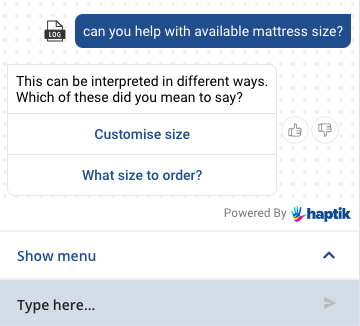 LOG
can you help with available mattress size?
This can be interpreted in different ways.
Which of these did you mean to say?
Customise size
What size to order?
Powered By haptik
Show menu
Type here...